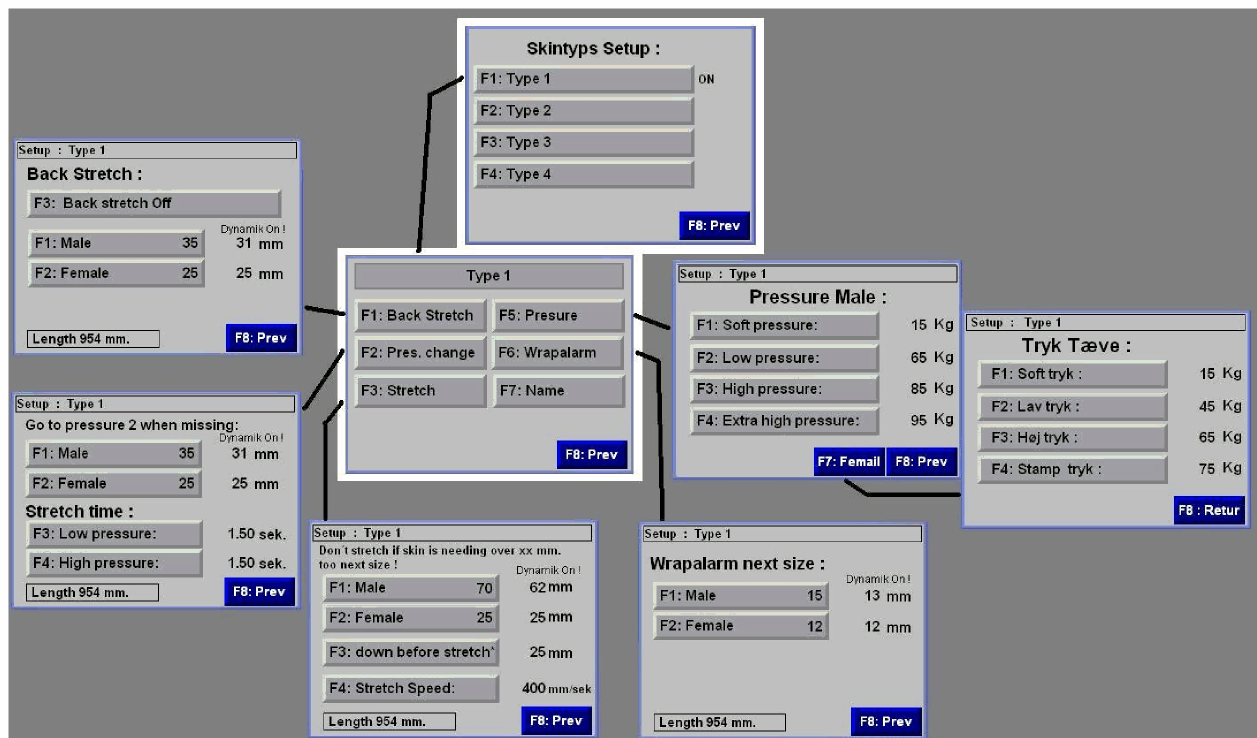 Skintyps Setup :
F1: Type 1 ON
F2: Type 2
F3: Type 3
F4: Type 4
F8: Prev
Setup : Type 1
Back Stretch :
F3: Back stretch Off
Dynamik On !
F1: Male 35 31 mm
F2: Female 25 25 mm
Length 954 mm.
F8: Prev
Type 1
F1: Back Stretch F5: Presure
F2: Pres. change F6: Wrapalarm
F3: Stretch F7: Name
F8: Prev
Setup : Type 1
Pressure Male :
F1: Soft pressure: 15 Kg
F2: Low pressure: 65 Kg
F3: High pressure: 85 Kg
F4: Extra high pressure: 95 Kg
F7: Femail F8: Prev
Setup : Type 1
Tryk Tæve :
F1: Soft tryk : 15 Kg
F2: Lav tryk : 45 Kg
F3: Høj tryk : 65 Kg
F4: Stamp tryk : 75 Kg
F8 : Retur
Setup : Type 1
Go to pressure 2 when missing:
Dynamik On !
F1: Male 35 31 mm
F2: Female 25 25 mm
Stretch time :
F3: Low pressure: 1.50 sek.
F4: High pressure: 1.50 sek.
Length 954 mm.
F8: Prev
Setup : Type 1
Don´t stretch if skin is needing over xx mm.
too next size !
Dynamik On !
F1: Male 70 62 mm
F2: Female 25 25 mm
F3: down before stretch* 25 mm
F4: Stretch Speed: 400 mm/sek
Length 954 mm.
F8: Prev
Setup : Type 1
Wrapalarm next size :
Dynamik On !
F1: Male 15 13 mm
F2: Female 12 12 mm
Length 954 mm.
F8: Prev